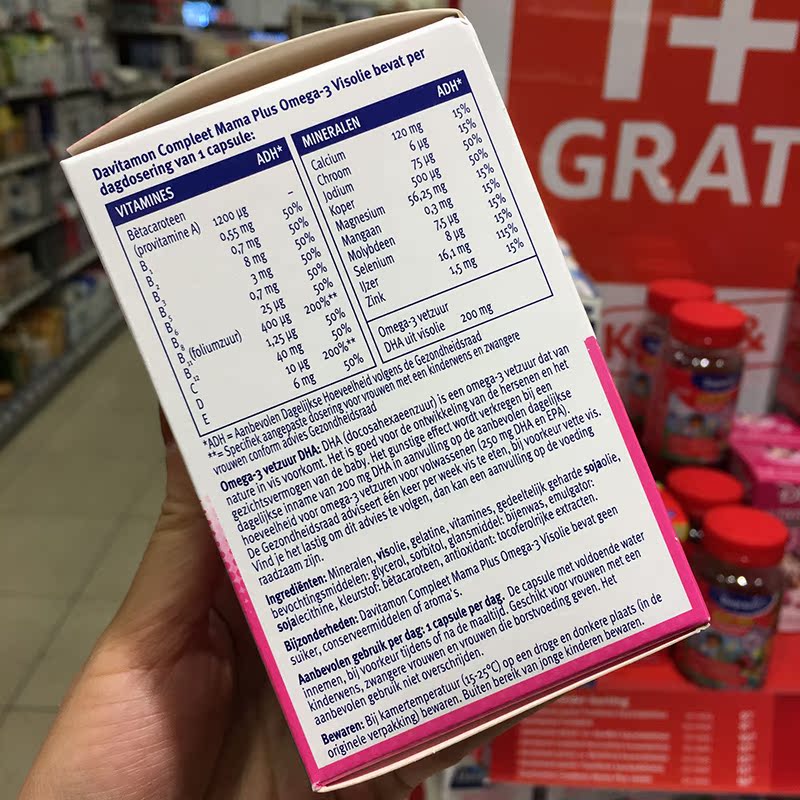 Davitamon Compleet Mama Plus Omega-3 Visolie bevat per
dagdosering van 1 capsule:
VITAMINES ADH*
Bètacaroteen
(provitamine A) 1200 µg –
B1 0,55 mg 50%
B2 0,7 mg 50%
B3 8 mg 50%
B5 3 mg 50%
B6 0,7 mg 50%
B8 25 µg 50%
B11 (foliumzuur) 400 µg 200%**
B12 1,25 µg 50%
C 40 mg 50%
D 10 µg 200%**
E 6 mg 50%
MINERALEN ADH*
Calcium 120 mg 15%
Chroom 6 µg 15%
Jodium 75 µg 50%
Koper 500 µg 50%
Magnesium 56,25 mg 15%
Mangaan 0,3 mg 15%
Molybdeen 7,5 µg 15%
Selenium 8 µg 15%
Ijzer 16,1 mg 115%
Zink 1,5 mg 15%
Omega-3 vetzuur
DHA uit visolie 200 mg
*ADH = Aanbevolen Dagelijkse Hoeveelheid volgens de Gezondheidsraad
**= Specifiek aangepaste dosering voor vrouwen met een kinderwens en zwangere
vrouwen conform advies Gezondheidsraad
Omega-3 vetzuur DHA: DHA (docosahexaeenzuur) is een omega-3 vetzuur dat van
nature in vis voorkomt. Het is goed voor de ontwikkeling van de hersenen en het
gezichtsvermogen van de baby. Het gunstige effect wordt verkregen bij een
dagelijkse inname van 200 mg DHA in aanvulling op de aanbevolen dagelijkse
hoeveelheid voor omega-3 vetzuren voor volwassenen (250 mg DHA en EPA).
De Gezondheidsraad adviseert één keer per week vis te eten, bij voorkeur vette vis.
Vind je het lastig om dit advies te volgen, dan kan een aanvulling op de voeding
raadzaam zijn.
Ingrediënten: Mineralen, visolie, gelatine, vitamines, gedeeltelijk geharde sojaolie,
bevochtingsmiddelen: glycerol, sorbitol, glansmiddel: bijenwas, emulgator:
sojalecithine, kleurstof: bètacaroteen, antioxidant: tocoferolrijke extracten.
Bijzonderheden: Davitamon Compleet Mama Plus Omega-3 Visolie bevat geen
suiker, conserveermiddel of aroma's.
Aanbevolen gebruik per dag: 1 capsule per dag. De capsule met voldoende water
innemen, bij voorkeur tijdens of na de maaltijd. Geschikt voor vrouwen met een
kinderwens, zwangere vrouwen en vrouwen die borstvoeding geven. Het
aanbevolen gebruik niet overschrijden.
Bewaren: Bij kamertemperatuur (15-25°C) op een droge en donkere plaats (in de
originele verpakking) bewaren. Buiten bereik van jonge kinderen bewaren.
1+
GRAT